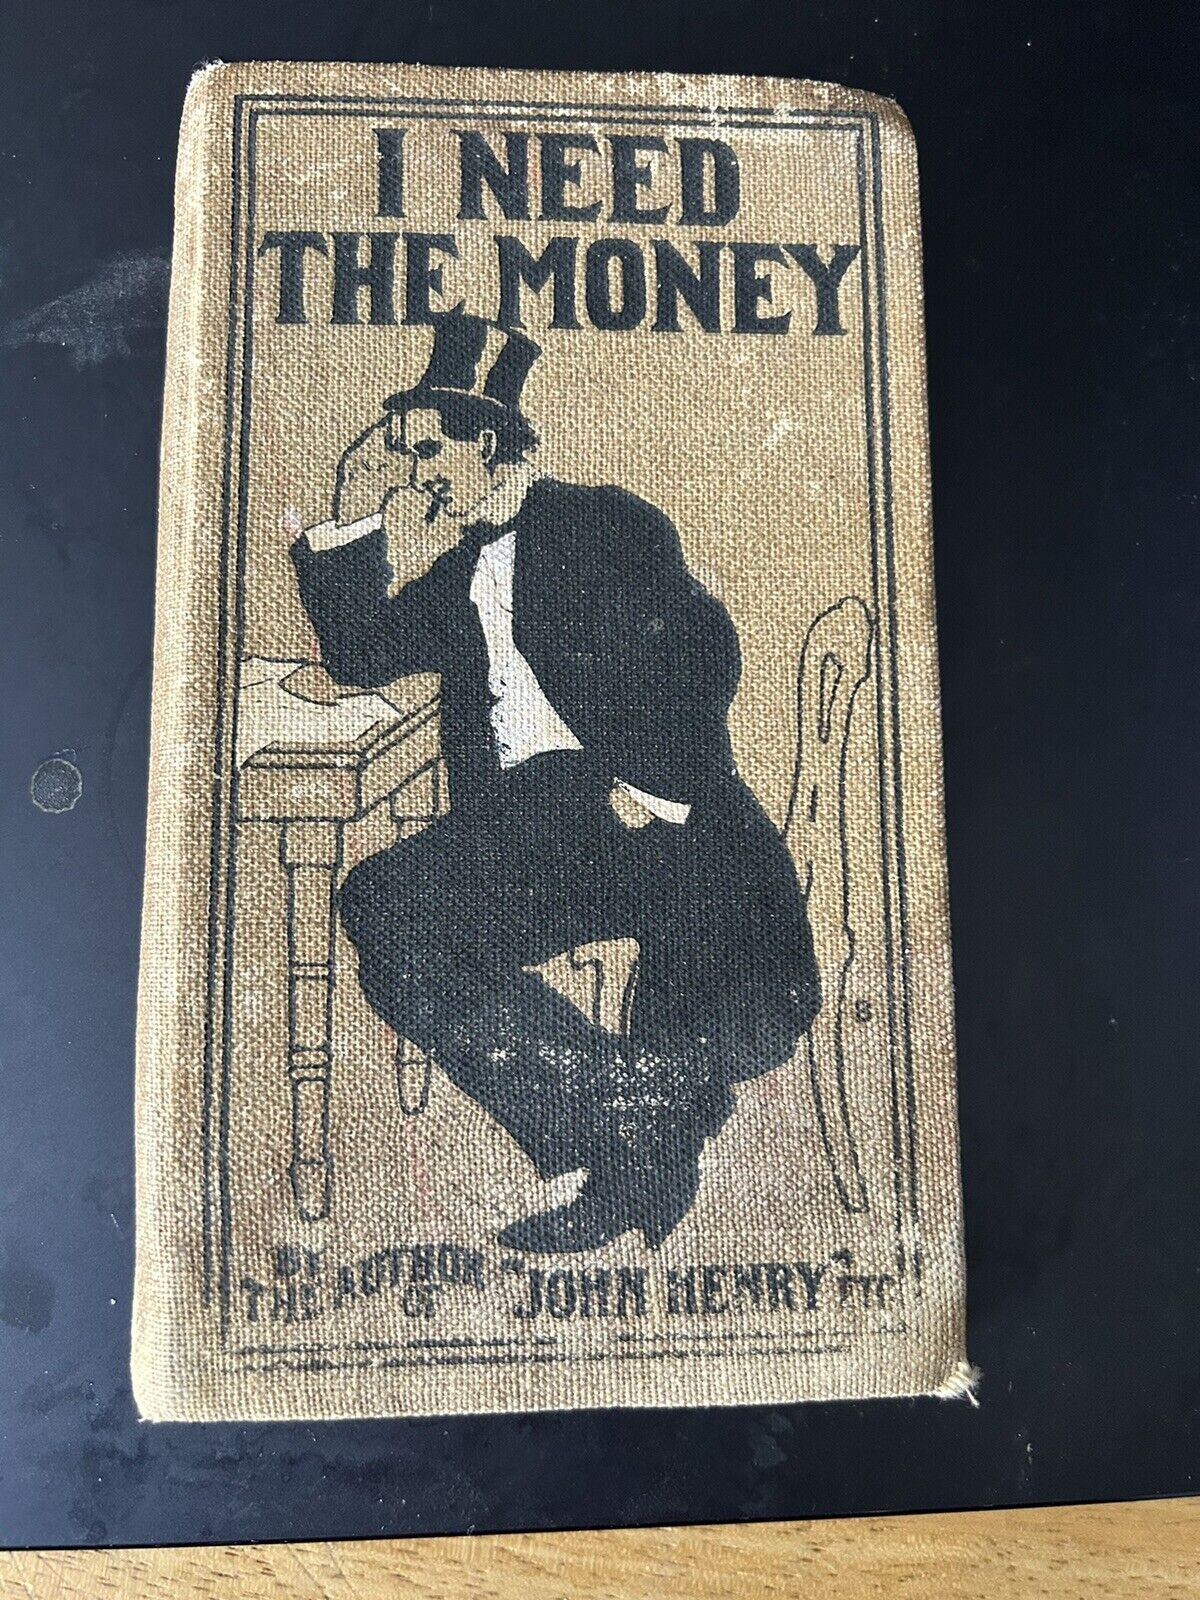 I NEED
THE MONEY
BY
THE AUTHOR
OF "JOHN HENRY" ETC.